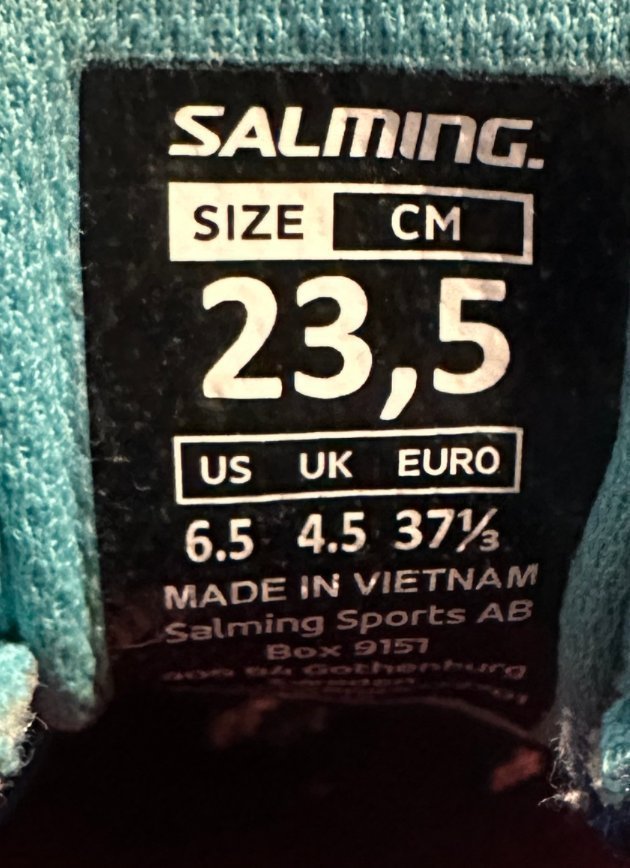 SALMING.
SIZE CM
23,5
US UK EURO
6.5 4.5 37⅓
MADE IN VIETNAM
Salming Sports AB
Box 9151
Gothenburg